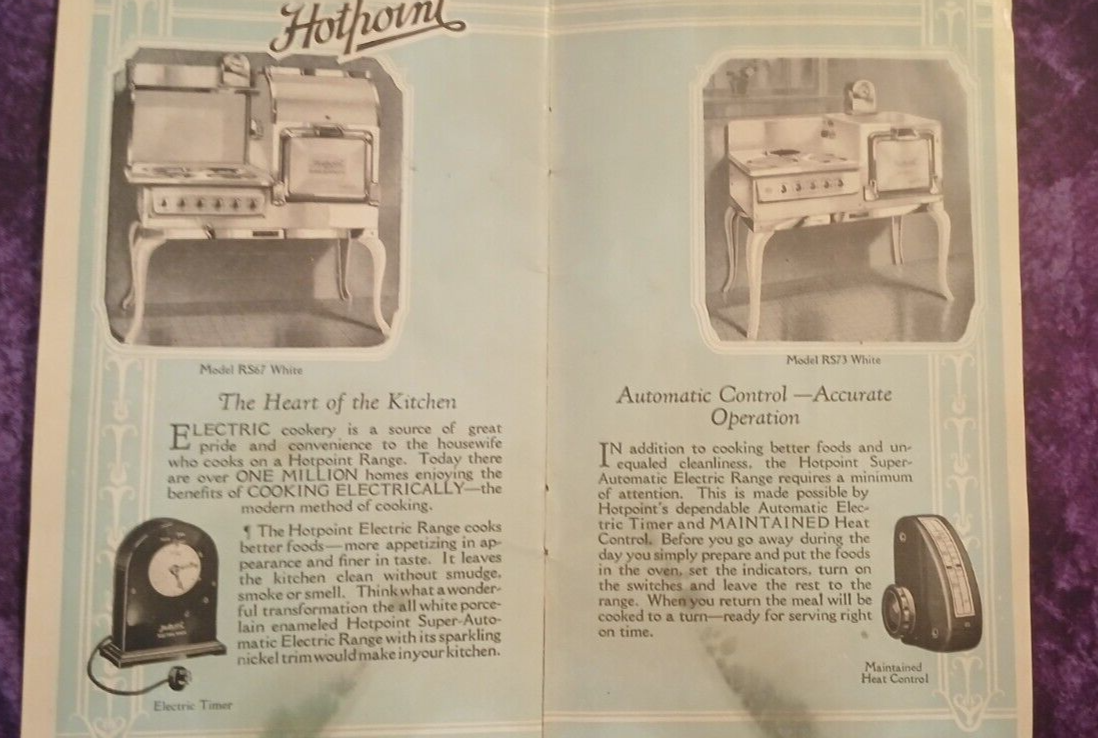 Hotpoint
Model RS67 White
The Heart of the Kitchen
ELECTRIC cookery is a source of great
pride and convenience to the housewife
who cooks on a Hotpoint Range. Today there
are over ONE MILLION homes enjoying the
benefits of COOKING ELECTRICALLY—the
modern method of cooking.
¶ The Hotpoint Electric Range cooks
better foods—more appetizing in ap-
pearance and finer in taste. It leaves
the kitchen clean without smudge,
smoke or smell. Think what a wonder-
ful transformation the all white porce-
lain enameled Hotpoint Super-Auto-
matic Electric Range with its sparkling
nickel trim would make in your kitchen.
Electric Timer
Model RS73 White
Automatic Control —Accurate
Operation
IN addition to cooking better foods and un-
equaled cleanliness, the Hotpoint Super-
Automatic Electric Range requires a minimum
of attention. This is made possible by
Hotpoint's dependable Automatic Elec-
tric Timer and MAINTAINED Heat
Control. Before you go away during the
day you simply prepare and put the foods
in the oven, set the indicators, turn on
the switches and leave the rest to the
range. When you return the meal will be
cooked to a turn—ready for serving right
on time.
Maintained
Heat Control